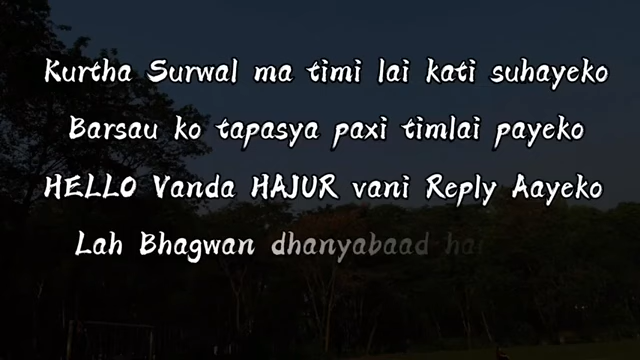 Kurtha Surwal ma timi lai kati suhayeko
Barsau ko tapasya paxi timlai payeko
HELLO Vanda HAJUR vani Reply Aayeko
Lah Bhagwan dhanyabaad